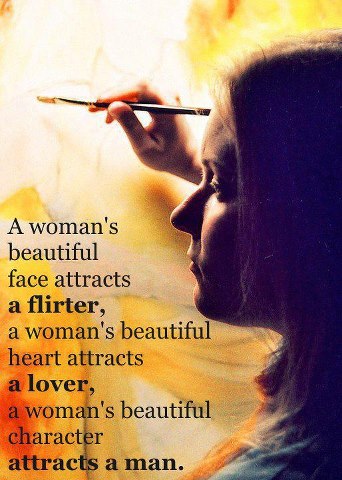 A woman's
beautiful
face attracts
a flirter,
a woman's beautiful
heart attracts
a lover,
a woman's beautiful
character
attracts a man.